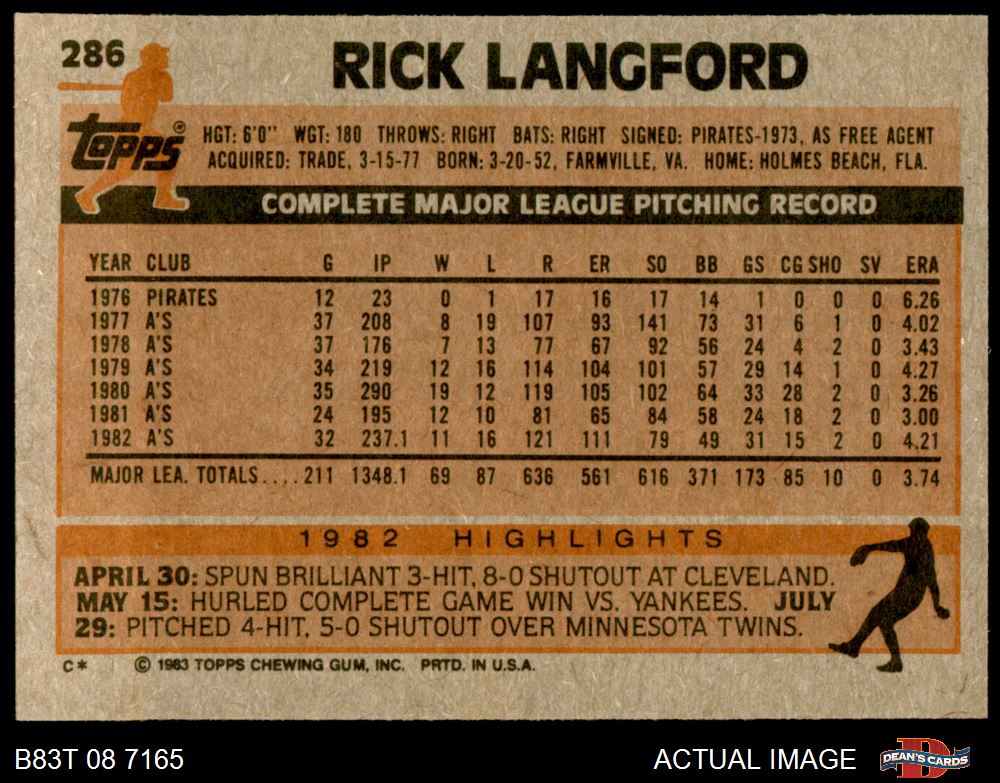 286
RICK LANGFORD
Topps®
HGT: 6'0" WGT: 180 THROWS: RIGHT BATS: RIGHT SIGNED: PIRATES-1973, AS FREE AGENT
ACQUIRED: TRADE, 3-15-77 BORN: 3-20-52, FARMVILLE, VA. HOME: HOLMES BEACH, FLA.
COMPLETE MAJOR LEAGUE PITCHING RECORD
YEAR CLUB G IP W L R ER SO BB GS CG SHO SV ERA
1976 PIRATES 12 23 0 1 17 16 17 14 1 0 0 0 6.26
1977 A'S 37 208 8 19 107 93 141 73 31 6 1 0 4.02
1978 A'S 37 176 7 13 77 67 92 56 24 4 2 0 3.43
1979 A'S 34 219 12 16 114 104 101 57 29 14 1 0 4.27
1980 A'S 35 290 19 12 119 105 102 64 33 28 2 0 3.26
1981 A'S 24 195 12 10 81 65 84 58 24 18 2 0 3.00
1982 A'S 32 237.1 11 16 121 111 79 49 31 15 2 0 4.21
MAJOR LEA. TOTALS....211 1348.1 69 87 636 561 616 371 173 85 10 0 3.74
1982 HIGHLIGHTS
APRIL 30: SPUN BRILLIANT 3-HIT, 8-0 SHUTOUT AT CLEVELAND.
MAY 15: HURLED COMPLETE GAME WIN VS. YANKEES. JULY
29: PITCHED 4-HIT, 5-0 SHUTOUT OVER MINNESOTA TWINS.
C* © 1983 TOPPS CHEWING GUM, INC. PRTD. IN U.S.A.
B83T 08 7165 ACTUAL IMAGE D DEAN'S CARDS